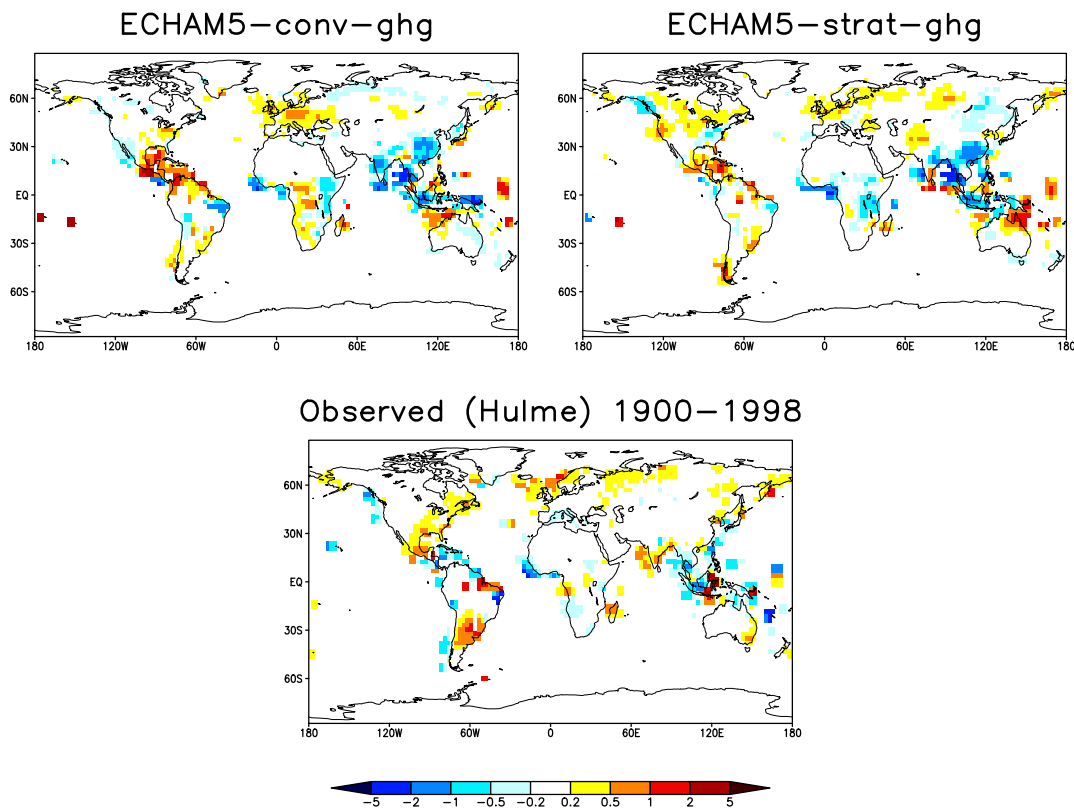 ECHAM5-conv-ghg
ECHAM5-strat-ghg
60N
30N
EQ
30S
60S
180 120W 60W 0 60E 120E 180
60N
30N
EQ
30S
60S
180 120W 60W 0 60E 120E 180
Observed (Hulme) 1900-1998
60N
30N
EQ
30S
60S
180 120W 60W 0 60E 120E 180
-5 -2 -1 -0.5 -0.2 0.2 0.5 1 2 5